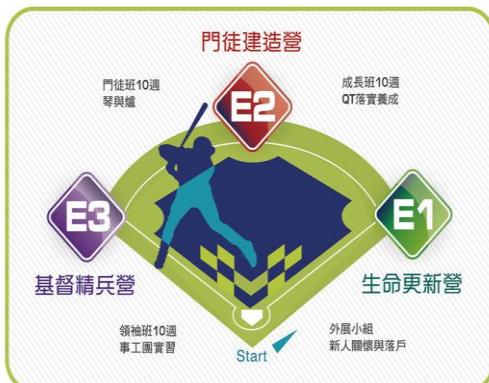 門徒建造營
門徒班10週
琴與爐
E2
成長班10週
QT落實養成
E3
E1
基督精兵營
生命更新營
領袖班10週
事工團實習
Start
外展小組
新人關懷與落戶